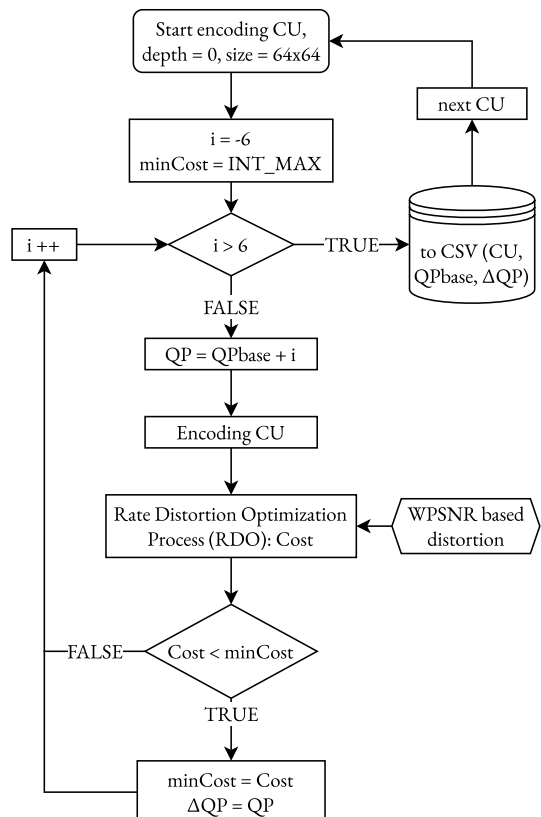 Start encoding CU,
depth = 0, size = 64x64
next CU
i = -6
minCost = INT_MAX
i ++
i > 6
TRUE
to CSV (CU,
QPbase, ΔQP)
FALSE
QP = QPbase + i
Encoding CU
Rate Distortion Optimization
Process (RDO): Cost
WPSNR based
distortion
FALSE
Cost < minCost
TRUE
minCost = Cost
ΔQP = QP